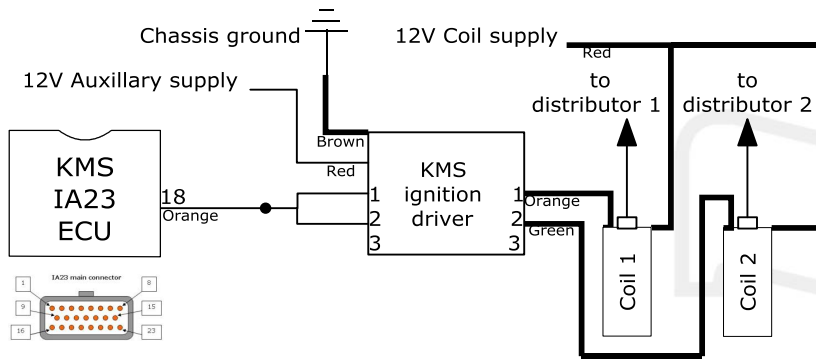 Chassis ground
12V Coil supply
Red
12V Auxillary supply
to
distributor 1
to
distributor 2
Brown
Red
KMS
IA23
ECU
18
Orange
KMS
ignition
driver
1
2
3
1
2
3
Orange
Green
Coil 1
Coil 2
IA23 main connector
1
8
9
15
16
23